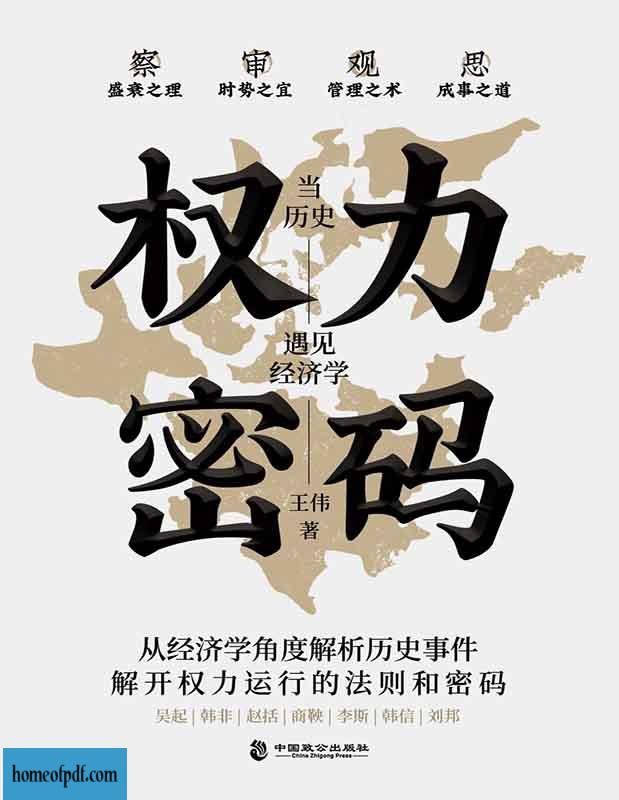 察 审 观 思
盛衰之理 时势之宜 管理之术 成事之道
权力
当
历史
遇见
经济学
密码
王伟
著
从经济学角度解析历史事件
解开权力运行的法则和密码
吴起|韩非|赵括|商鞅|李斯|韩信|刘邦
中国致公出版社
China Zhigong Press
homeofpdf.com